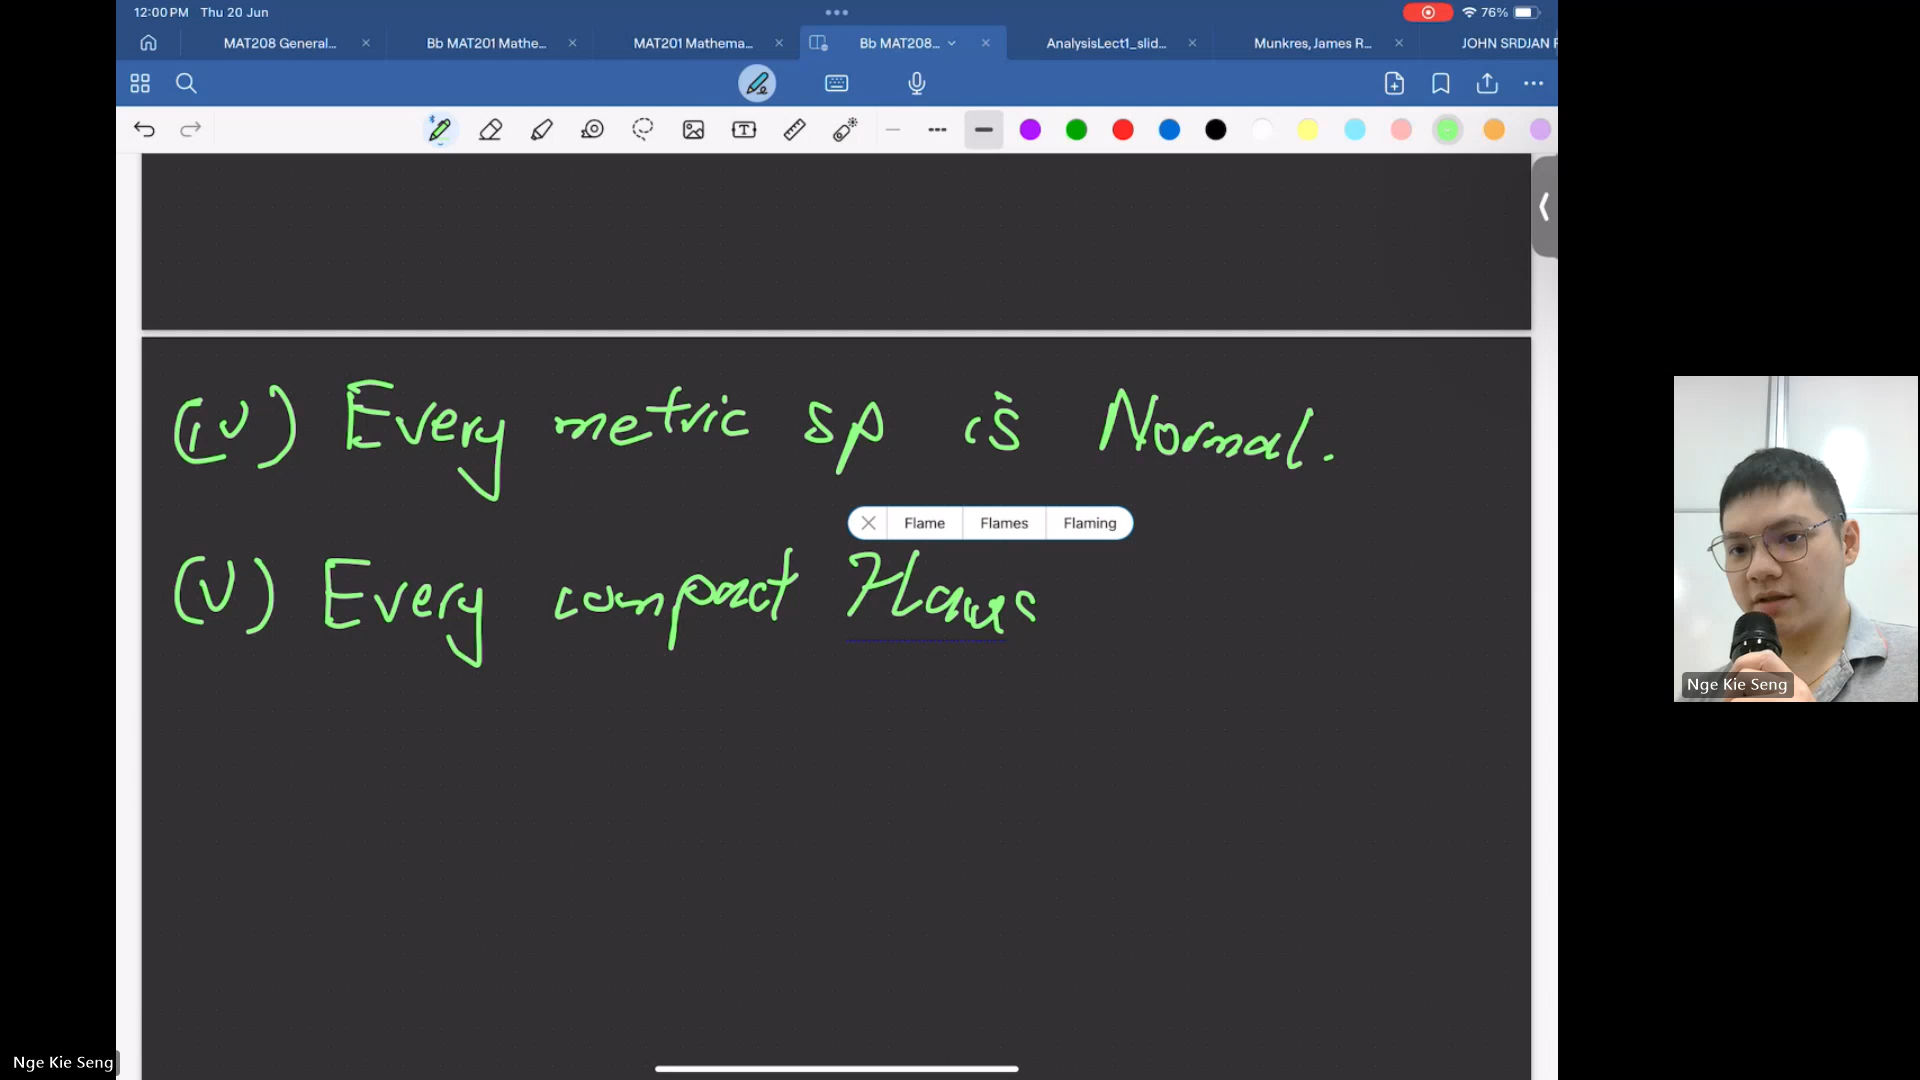 12:00 PM Thu 20 Jun
76%
MAT208 General...
Bb MAT201 Mathe...
MAT201 Mathema...
Bb MAT208...
AnalysisLect1_slid...
Munkres, James R...
JOHN SRDJAN P
(iv) Every metric sp is Normal.
Flame Flames Flaming
(v) Every compact Haus
Nge Kie Seng
Nge Kie Seng